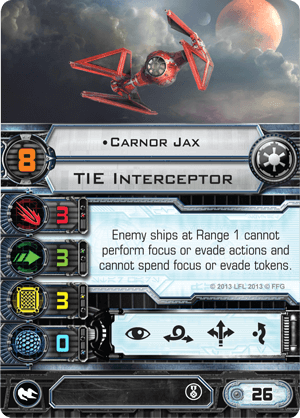 •Carnor Jax
8
TIE Interceptor
3
3
3
0
Enemy ships at Range 1 cannot
perform focus or evade actions and
cannot spend focus or evade tokens.
© 2013 LFL 2013 © FFG
26